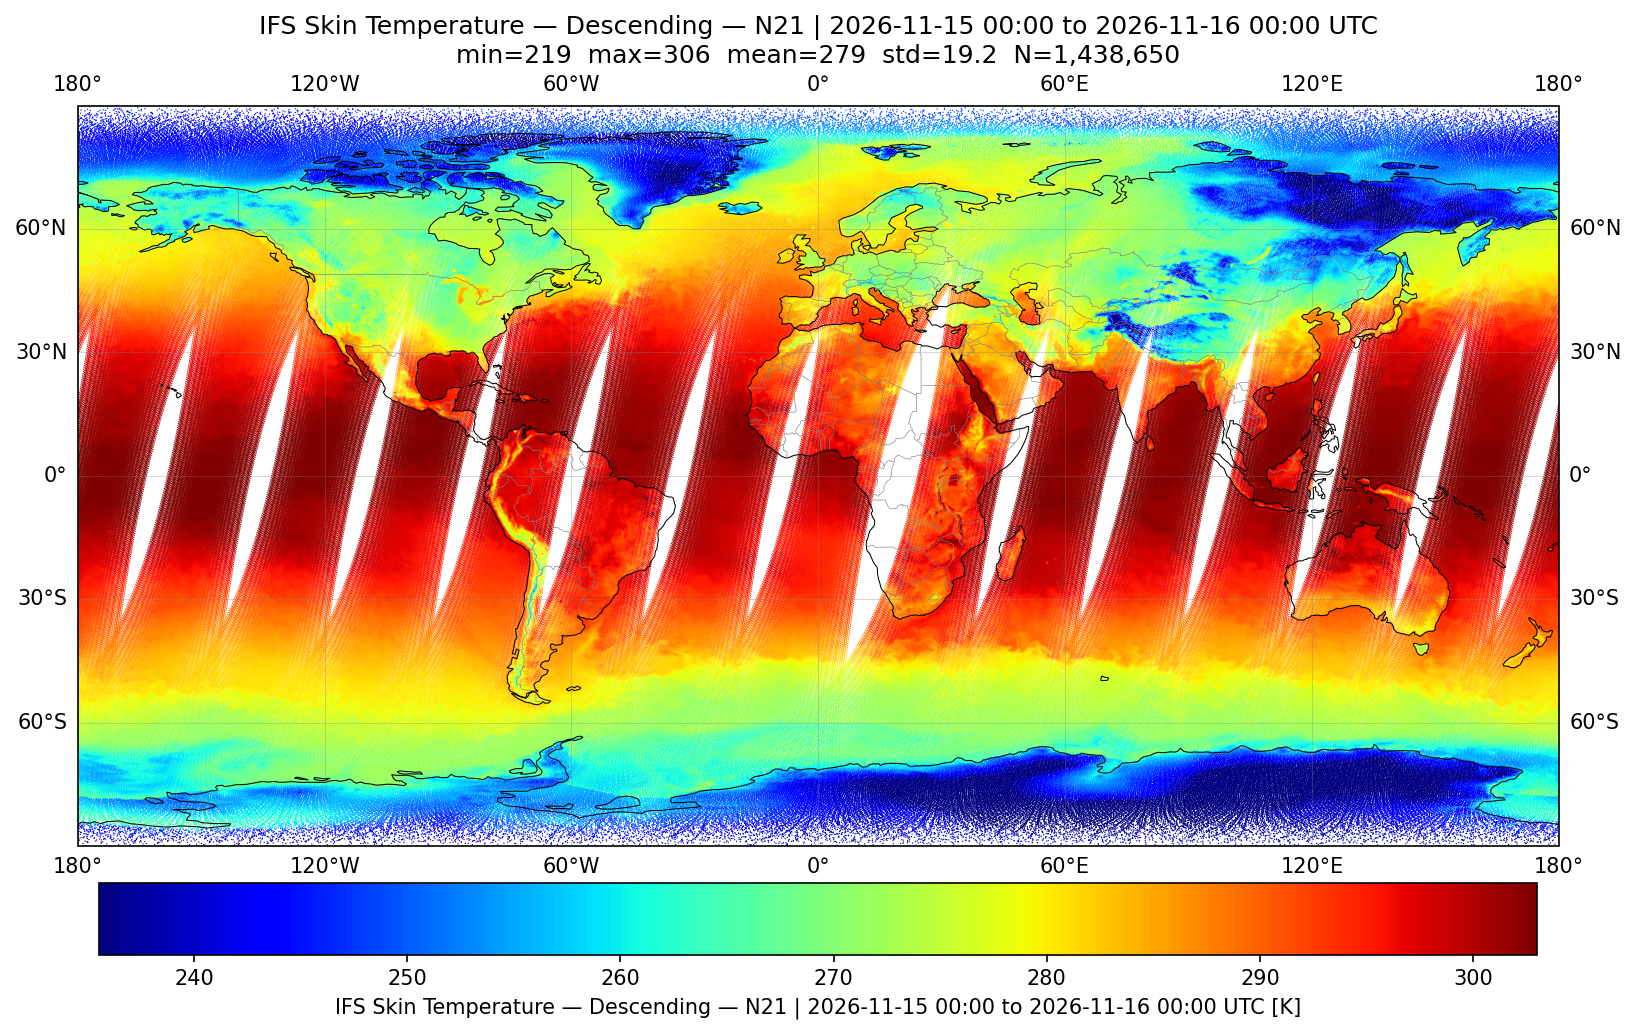 IFS Skin Temperature — Descending — N21 | 2026-11-15 00:00 to 2026-11-16 00:00 UTC
min=219 max=306 mean=279 std=19.2 N=1,438,650
180° 120°W 60°W 0° 60°E 120°E 180°
60°N 60°N
30°N 30°N
0° 0°
30°S 30°S
60°S 60°S
180° 120°W 60°W 0° 60°E 120°E 180°
240 250 260 270 280 290 300
IFS Skin Temperature — Descending — N21 | 2026-11-15 00:00 to 2026-11-16 00:00 UTC [K]